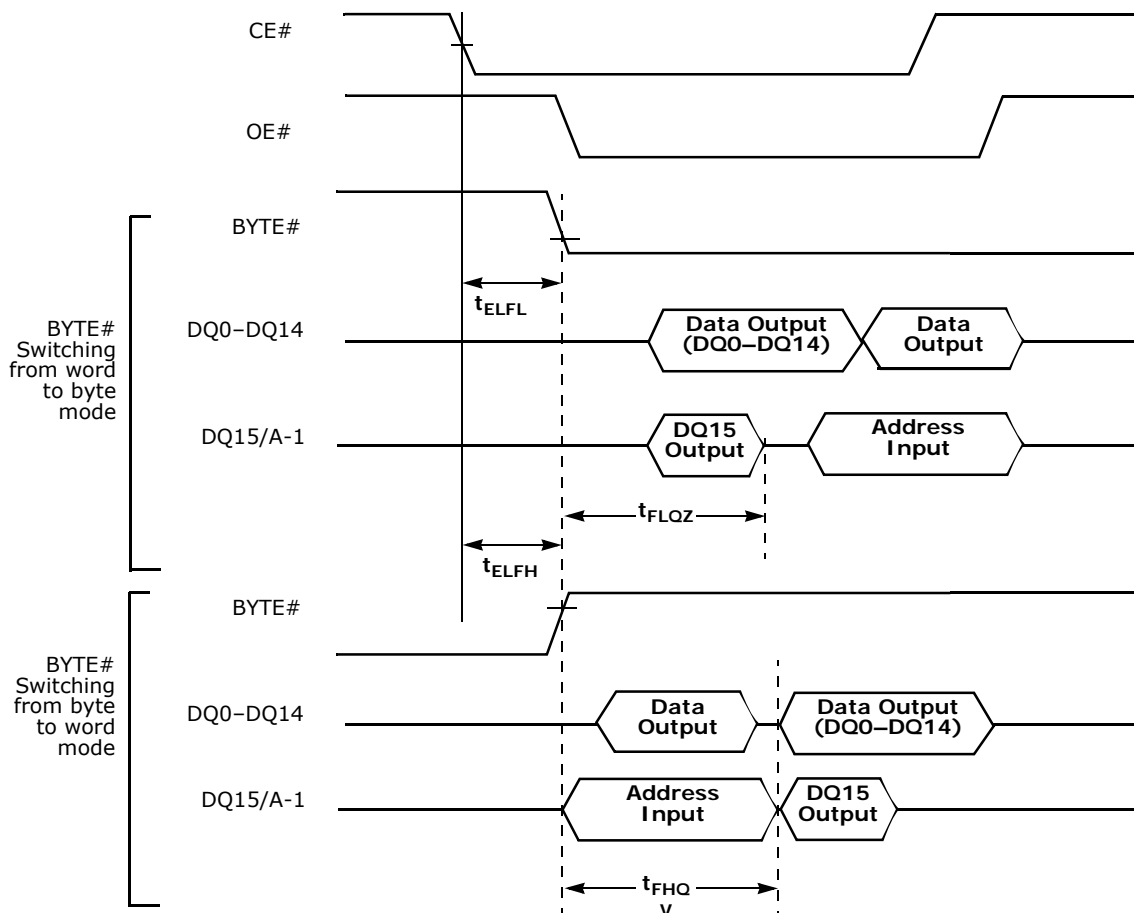 CE#
OE#
BYTE#
tELFL
BYTE#
Switching
from word
to byte
mode
DQ0–DQ14
Data Output
(DQ0–DQ14)
Data
Output
DQ15/A-1
DQ15
Output
Address
Input
tFLQZ
tELFH
BYTE#
BYTE#
Switching
from byte
to word
mode
DQ0–DQ14
Data
Output
Data Output
(DQ0–DQ14)
DQ15/A-1
Address
Input
DQ15
Output
tFHQ
V